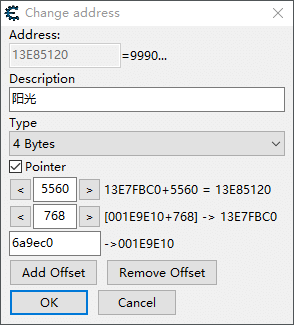 Change address
Address:
13E85120 =9990...
Description
阳光
Type
4 Bytes
Pointer
< 5560 > 13E7FBC0+5560 = 13E85120
< 768 > [001E9E10+768] -> 13E7FBC0
6a9ec0 ->001E9E10
Add Offset Remove Offset
OK Cancel